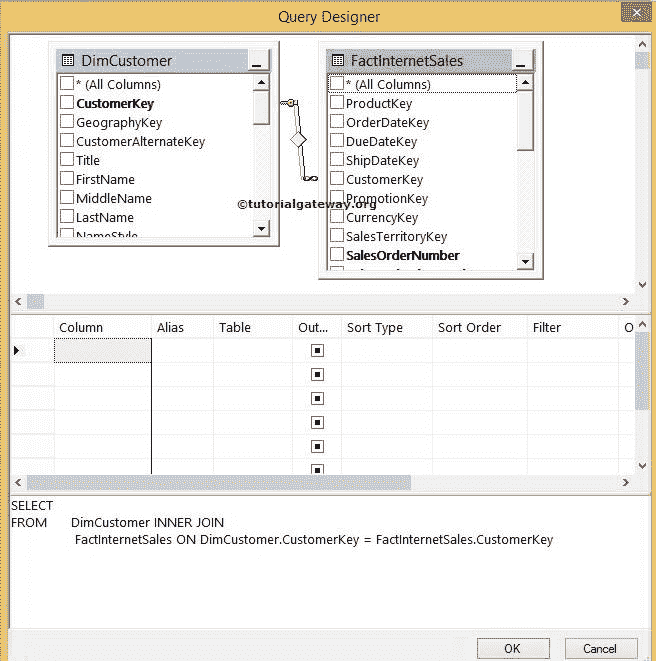 Query Designer
DimCustomer
* (All Columns)
CustomerKey
GeographyKey
CustomerAlternateKey
Title
FirstName
MiddleName
LastName
NameStyle
FactInternetSales
* (All Columns)
ProductKey
OrderDateKey
DueDateKey
ShipDateKey
CustomerKey
PromotionKey
CurrencyKey
SalesTerritoryKey
SalesOrderNumber
©tutorialgateway.org
Column Alias Table Out... Sort Type Sort Order Filter O
SELECT
FROM DimCustomer INNER JOIN
FactInternetSales ON DimCustomer.CustomerKey = FactInternetSales.CustomerKey
OK Cancel